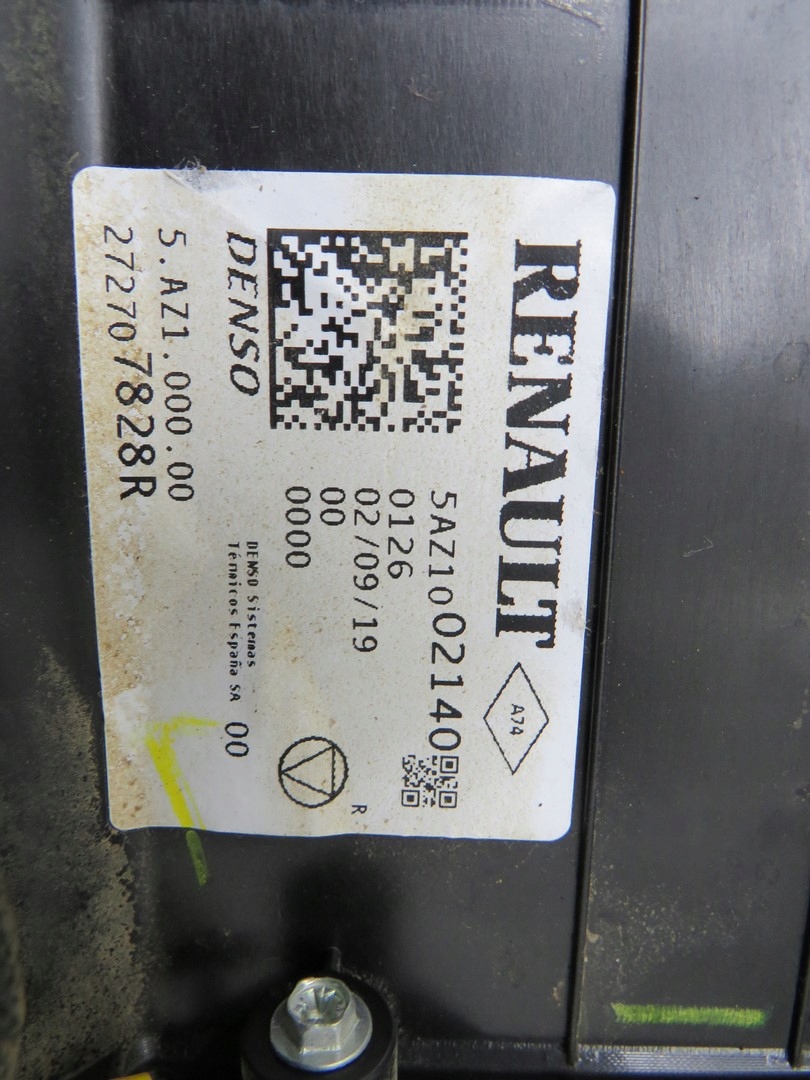 RENAULT
A74
5AZ1002140
0126
02/09/19
00
0000
R
DENSO
DENSO Sistemas
Térmicos España SA
00
5.AZ1.000.00
272707828R